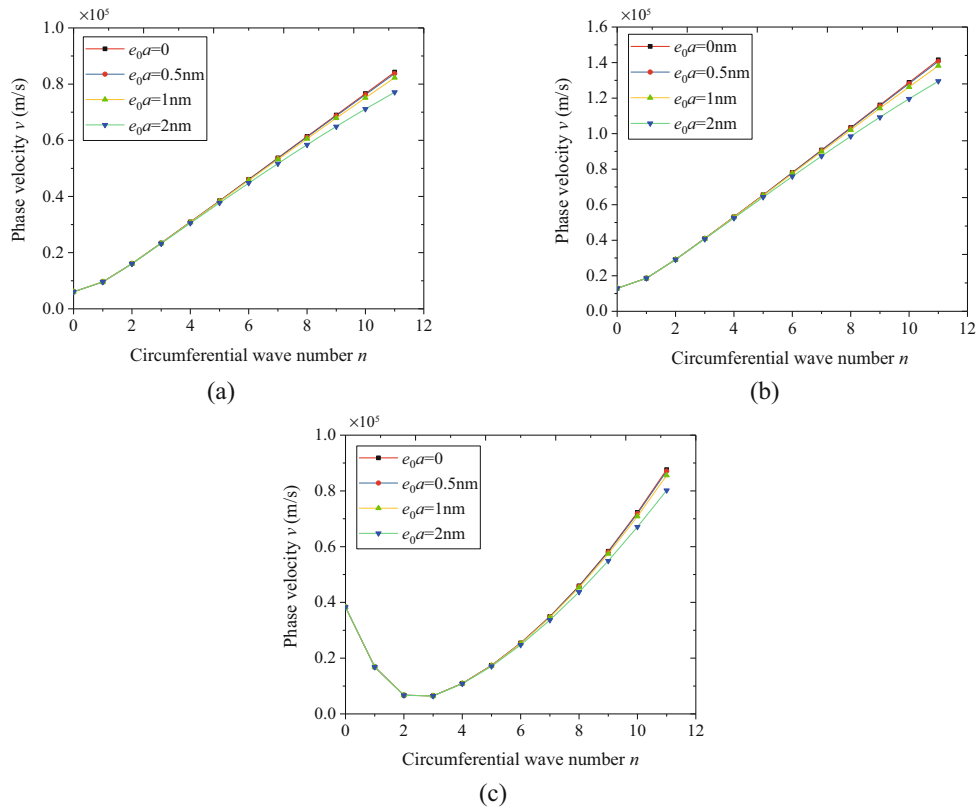 ×10⁵
1.0
0.8
0.6
0.4
0.2
0.0
Phase velocity v (m/s)
e₀a=0
e₀a=0.5nm
e₀a=1nm
e₀a=2nm
0 2 4 6 8 10 12
Circumferential wave number n
(a)
×10⁵
1.6
1.4
1.2
1.0
0.8
0.6
0.4
0.2
0.0
Phase velocity v (m/s)
e₀a=0nm
e₀a=0.5nm
e₀a=1nm
e₀a=2nm
0 2 4 6 8 10 12
Circumferential wave number n
(b)
×10⁵
1.0
0.8
0.6
0.4
0.2
0.0
Phase velocity v (m/s)
e₀a=0
e₀a=0.5nm
e₀a=1nm
e₀a=2nm
0 2 4 6 8 10 12
Circumferential wave number n
(c)